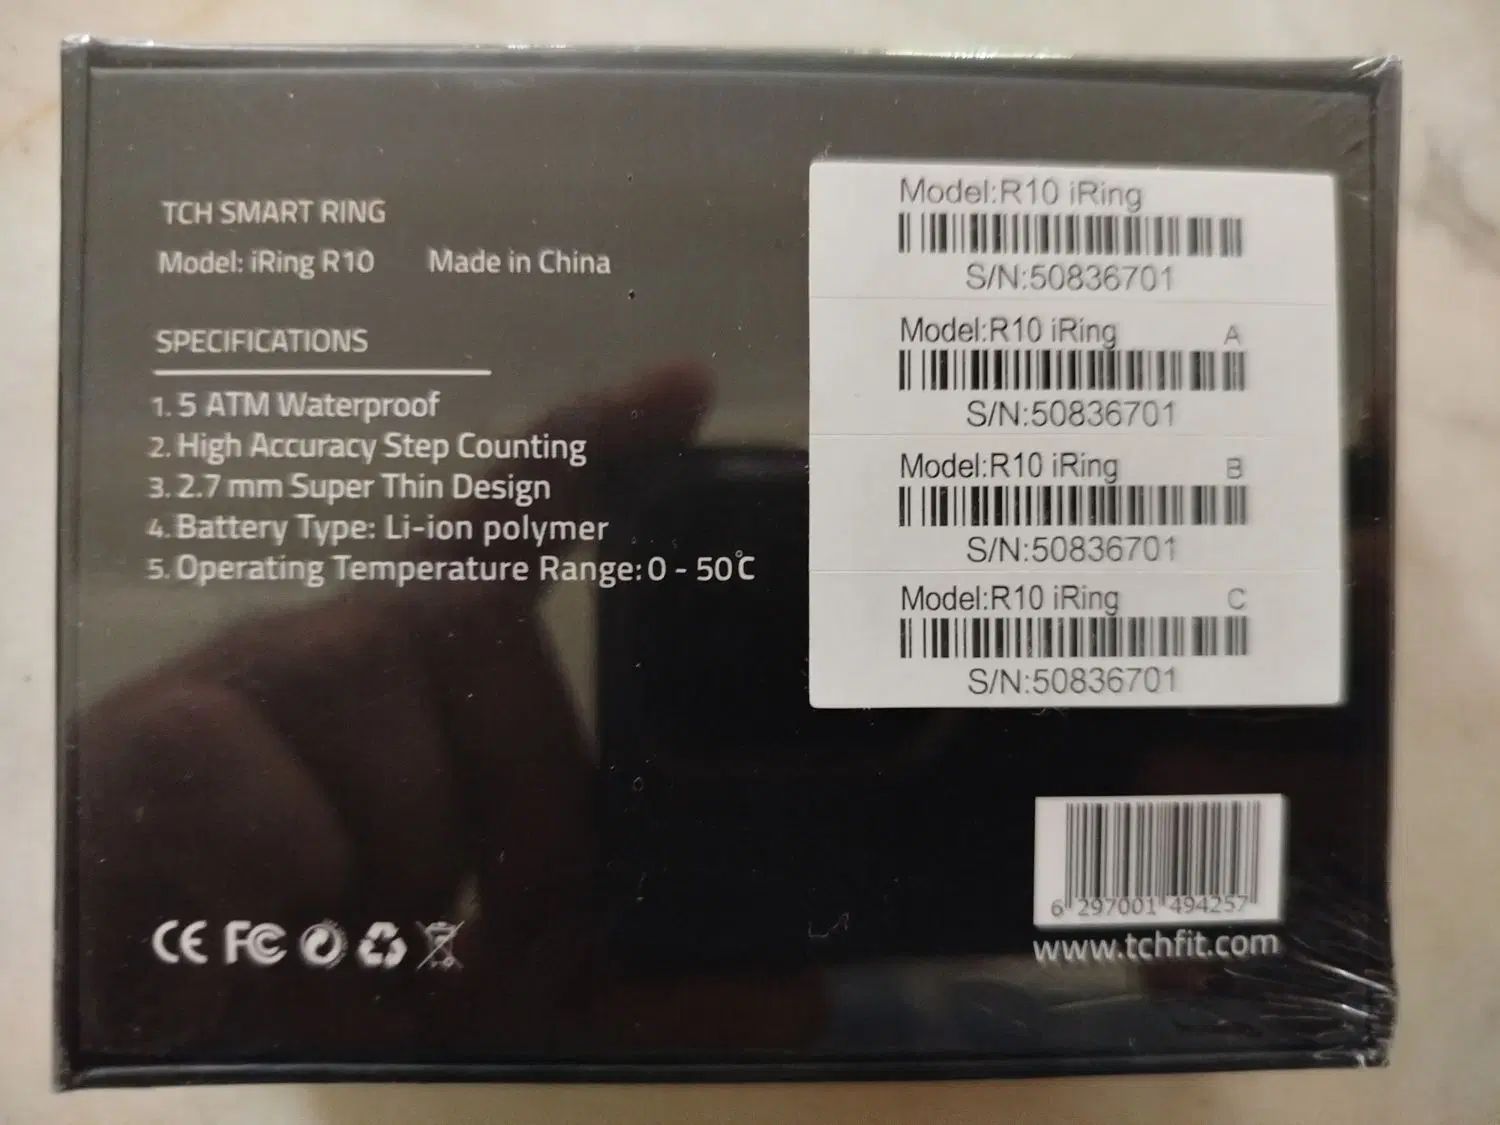 TCH SMART RING
Model: iRing R10 Made in China
SPECIFICATIONS
1. 5 ATM Waterproof
2. High Accuracy Step Counting
3. 2.7 mm Super Thin Design
4. Battery Type: Li-ion polymer
5. Operating Temperature Range: 0 - 50℃
CE FC
Model:R10 iRing
S/N:50836701
Model:R10 iRing A
S/N:50836701
Model:R10 iRing B
S/N:50836701
Model:R10 iRing C
S/N:50836701
6 297001 494257
www.tchfit.com